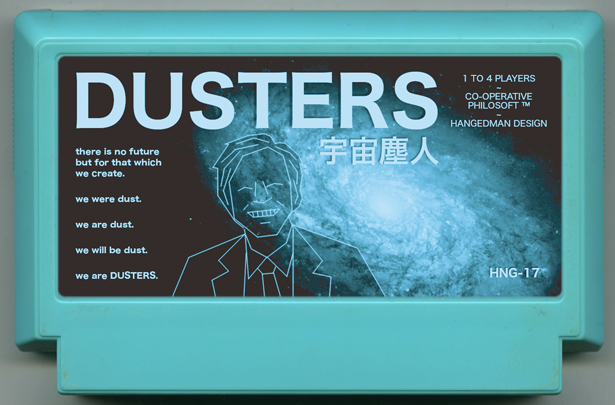 DUSTERS
宇宙塵人
1 TO 4 PLAYERS
~
CO-OPERATIVE
PHILOSOFT ™
~
HANGEDMAN DESIGN
there is no future
but for that which
we create.
we were dust.
we are dust.
we will be dust.
we are DUSTERS.
HNG-17